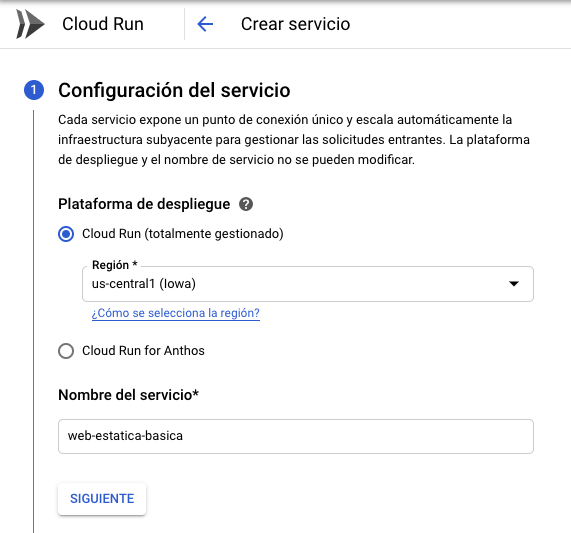 Cloud Run
Crear servicio
1
Configuración del servicio
Cada servicio expone un punto de conexión único y escala automáticamente la
infraestructura subyacente para gestionar las solicitudes entrantes. La plataforma
de despliegue y el nombre de servicio no se pueden modificar.
Plataforma de despliegue ?
Cloud Run (totalmente gestionado)
Región *
us-central1 (Iowa)
¿Cómo se selecciona la región?
Cloud Run for Anthos
Nombre del servicio*
web-estatica-basica
SIGUIENTE